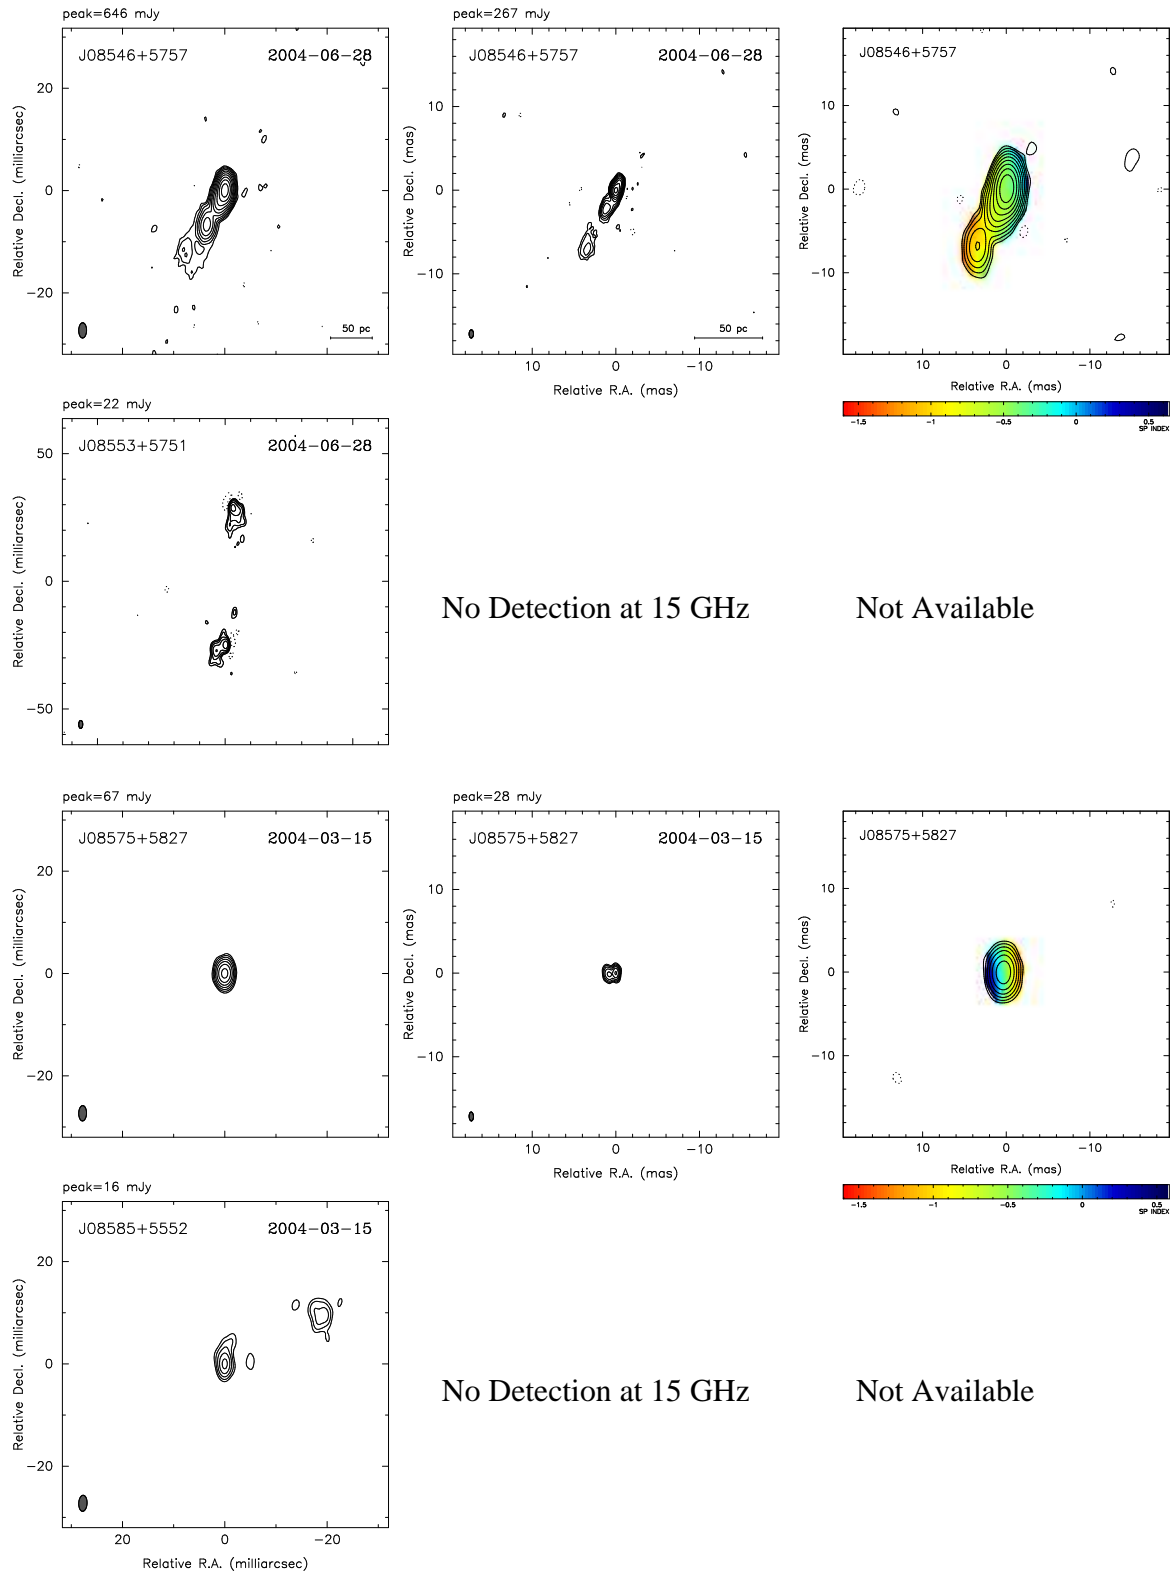 peak=646 mJy
peak=267 mJy
J08546+5757 2004-06-28
J08546+5757 2004-06-28
J08546+5757
Relative Decl. (milliarcsec)
20
0
−20
50 pc
Relative Decl. (mas)
10
0
−10
50 pc
10 0 −10
Relative R.A. (mas)
Relative Decl. (mas)
10
0
−10
10 0 −10
Relative R.A. (mas)
−1.5 −1 −0.5 0 0.5
SP INDEX
peak=22 mJy
J08553+5751 2004-06-28
Relative Decl. (milliarcsec)
50
0
−50
No Detection at 15 GHz
Not Available
peak=67 mJy
peak=28 mJy
J08575+5827 2004-03-15
J08575+5827 2004-03-15
J08575+5827
Relative Decl. (milliarcsec)
20
0
−20
Relative Decl. (mas)
10
0
−10
10 0 −10
Relative R.A. (mas)
Relative Decl. (mas)
10
0
−10
10 0 −10
Relative R.A. (mas)
−1.5 −1 −0.5 0 0.5
SP INDEX
peak=16 mJy
J08585+5552 2004-03-15
Relative Decl. (milliarcsec)
20
0
−20
20 0 −20
Relative R.A. (milliarcsec)
No Detection at 15 GHz
Not Available